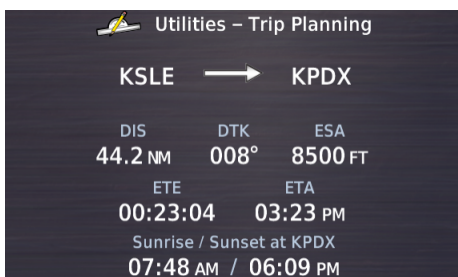 Utilities – Trip Planning
KSLE KPDX
DIS DTK ESA
44.2 NM 008° 8500 FT
ETE ETA
00:23:04 03:23 PM
Sunrise / Sunset at KPDX
07:48 AM / 06:09 PM